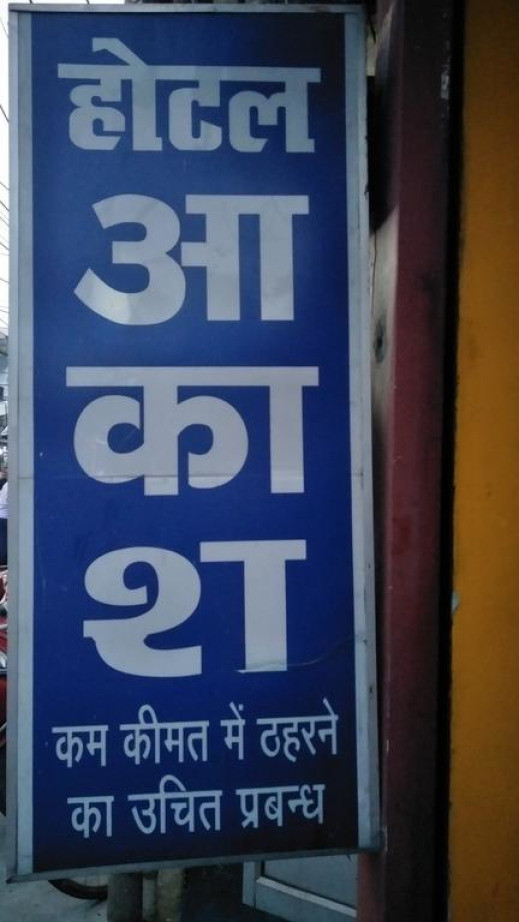 होटल
आ
का
श
कम कीमत में ठहरने
का उचित प्रबन्ध